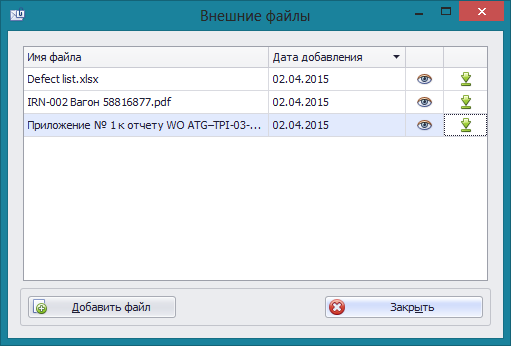 Внешние файлы
Имя файла Дата добавления
Defect list.xlsx 02.04.2015
IRN-002 Вагон 58816877.pdf 02.04.2015
Приложение № 1 к отчету WO ATG–TPI-03-... 02.04.2015
Добавить файл Закрыть